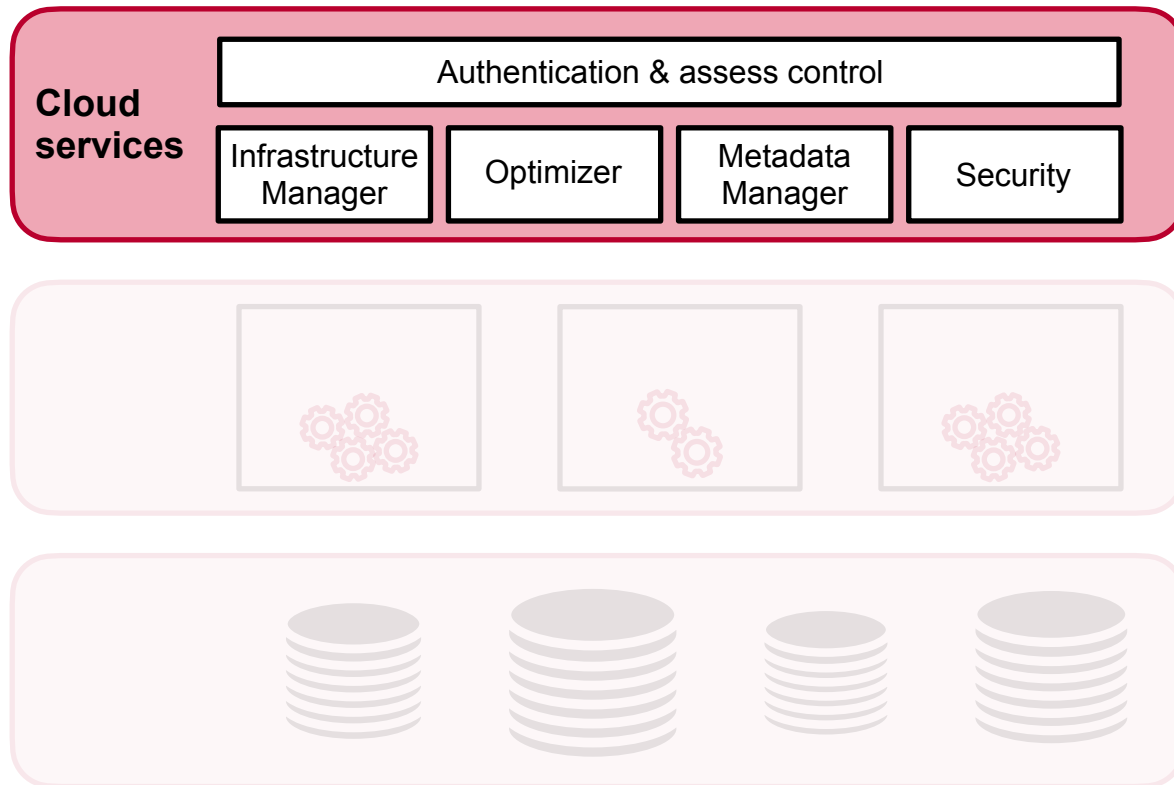 Authentication & assess control
Cloud
services
Infrastructure
Manager
Optimizer
Metadata
Manager
Security